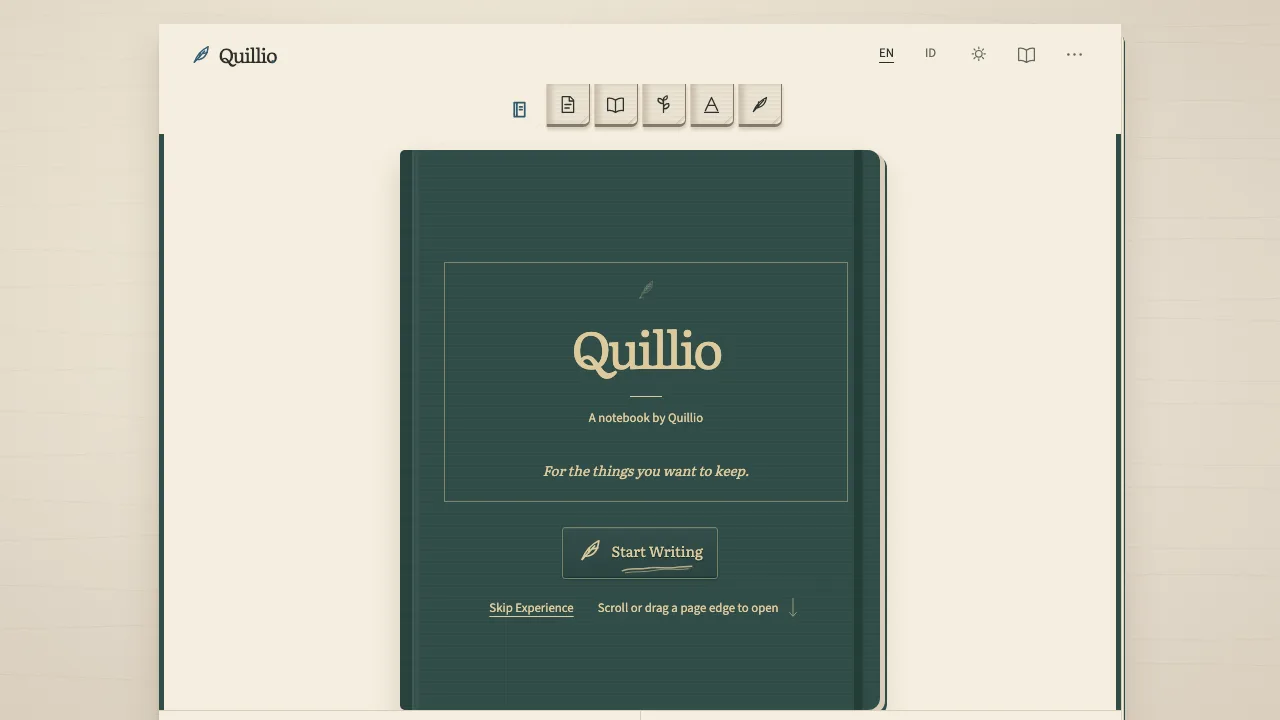 Quillio
EN ID
Quillio
A notebook by Quillio
For the things you want to keep.
Start Writing
Skip Experience Scroll or drag a page edge to open